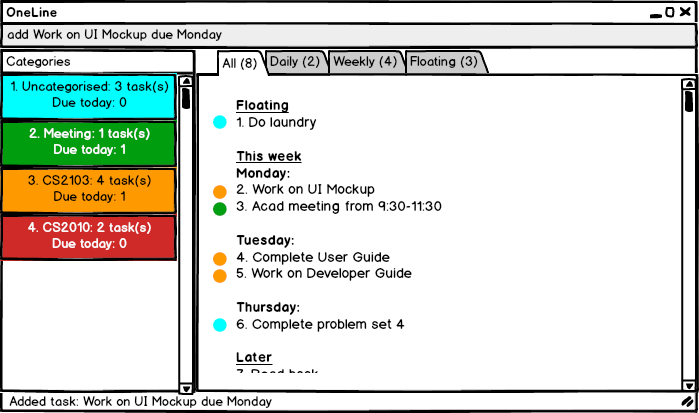 OneLine
add Work on UI Mockup due Monday
Categories
All (8)
Daily (2)
Weekly (4)
Floating (3)
1. Uncategorised: 3 task(s)
Due today: 0
2. Meeting: 1 task(s)
Due today: 1
3. CS2103: 4 task(s)
Due today: 1
4. CS2010: 2 task(s)
Due today: 0
Floating
1. Do laundry
This week
Monday:
2. Work on UI Mockup
3. Acad meeting from 9:30-11:30
Tuesday:
4. Complete User Guide
5. Work on Developer Guide
Thursday:
6. Complete problem set 4
Later
Added task: Work on UI Mockup due Monday